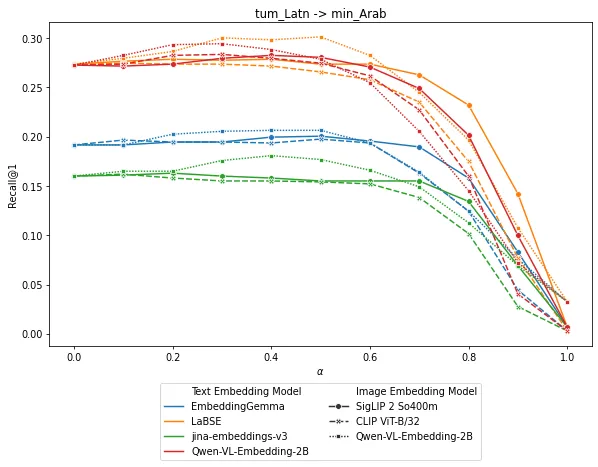 tum_Latn -> min_Arab
Recall@1
0.30
0.25
0.20
0.15
0.10
0.05
0.00
0.0 0.2 0.4 0.6 0.8 1.0
α
Text Embedding Model
EmbeddingGemma
LaBSE
jina-embeddings-v3
Qwen-VL-Embedding-2B
Image Embedding Model
SigLIP 2 So400m
CLIP ViT-B/32
Qwen-VL-Embedding-2B